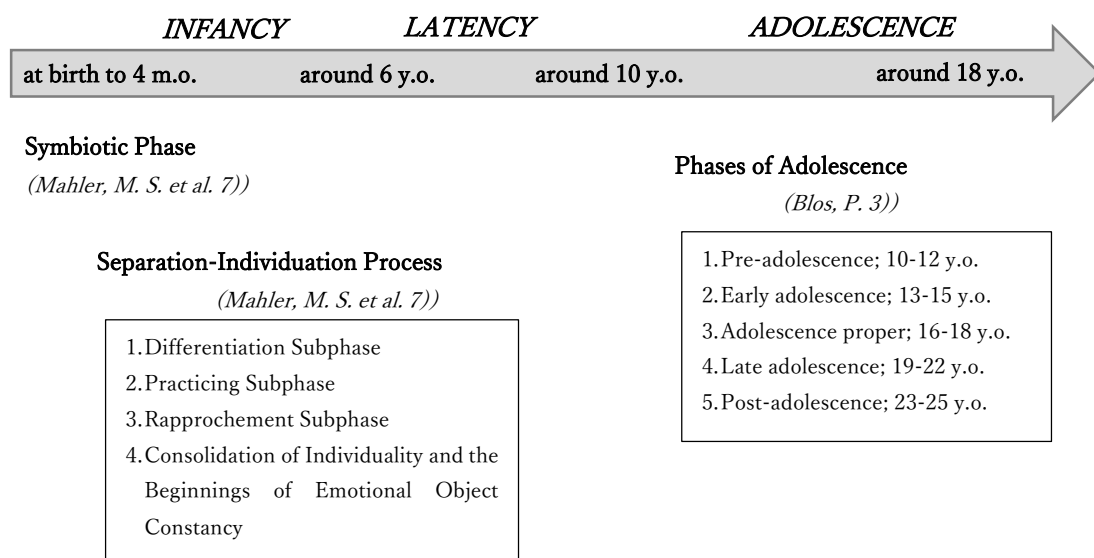 INFANCY LATENCY ADOLESCENCE
at birth to 4 m.o. around 6 y.o. around 10 y.o. around 18 y.o.
Symbiotic Phase
(Mahler, M. S. et al. 7))
Separation-Individuation Process
(Mahler, M. S. et al. 7))
1.Differentiation Subphase
2.Practicing Subphase
3.Rapprochement Subphase
4.Consolidation of Individuality and the
Beginnings of Emotional Object
Constancy
Phases of Adolescence
(Blos, P. 3))
1.Pre-adolescence; 10-12 y.o.
2.Early adolescence; 13-15 y.o.
3.Adolescence proper; 16-18 y.o.
4.Late adolescence; 19-22 y.o.
5.Post-adolescence; 23-25 y.o.